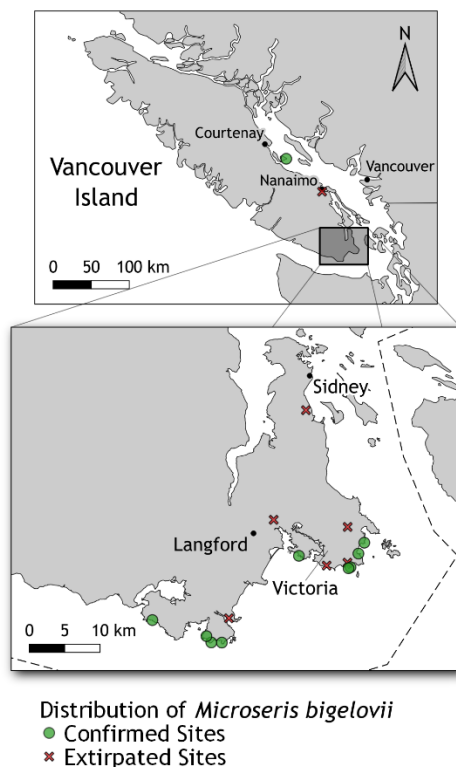 N
Courtenay
Vancouver
Island
Vancouver
Nanaimo
0 50 100 km
Sidney
Langford
Victoria
0 5 10 km
Distribution of Microseris bigelovii
Confirmed Sites
Extirpated Sites